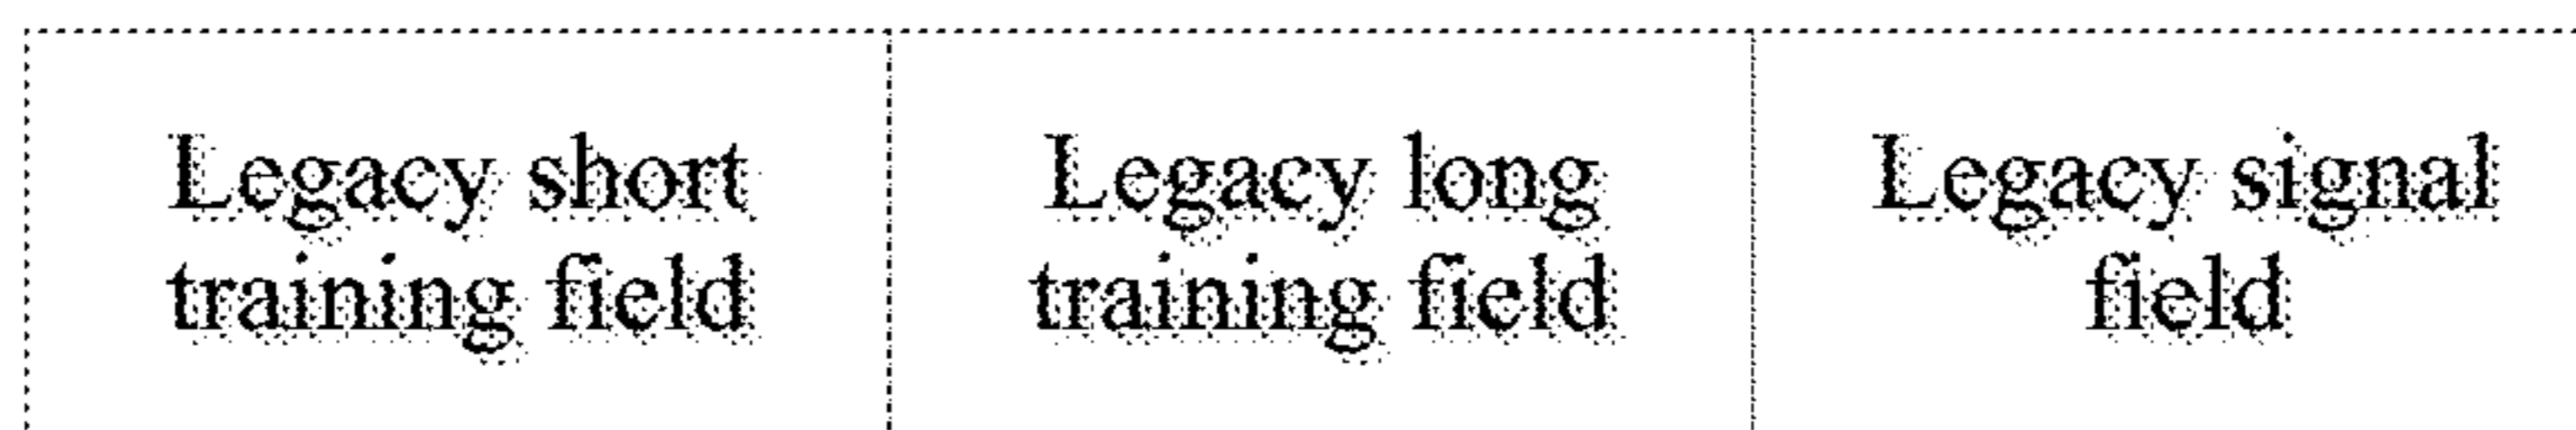 Legacy short
training field
Legacy long
training field
Legacy signal
field